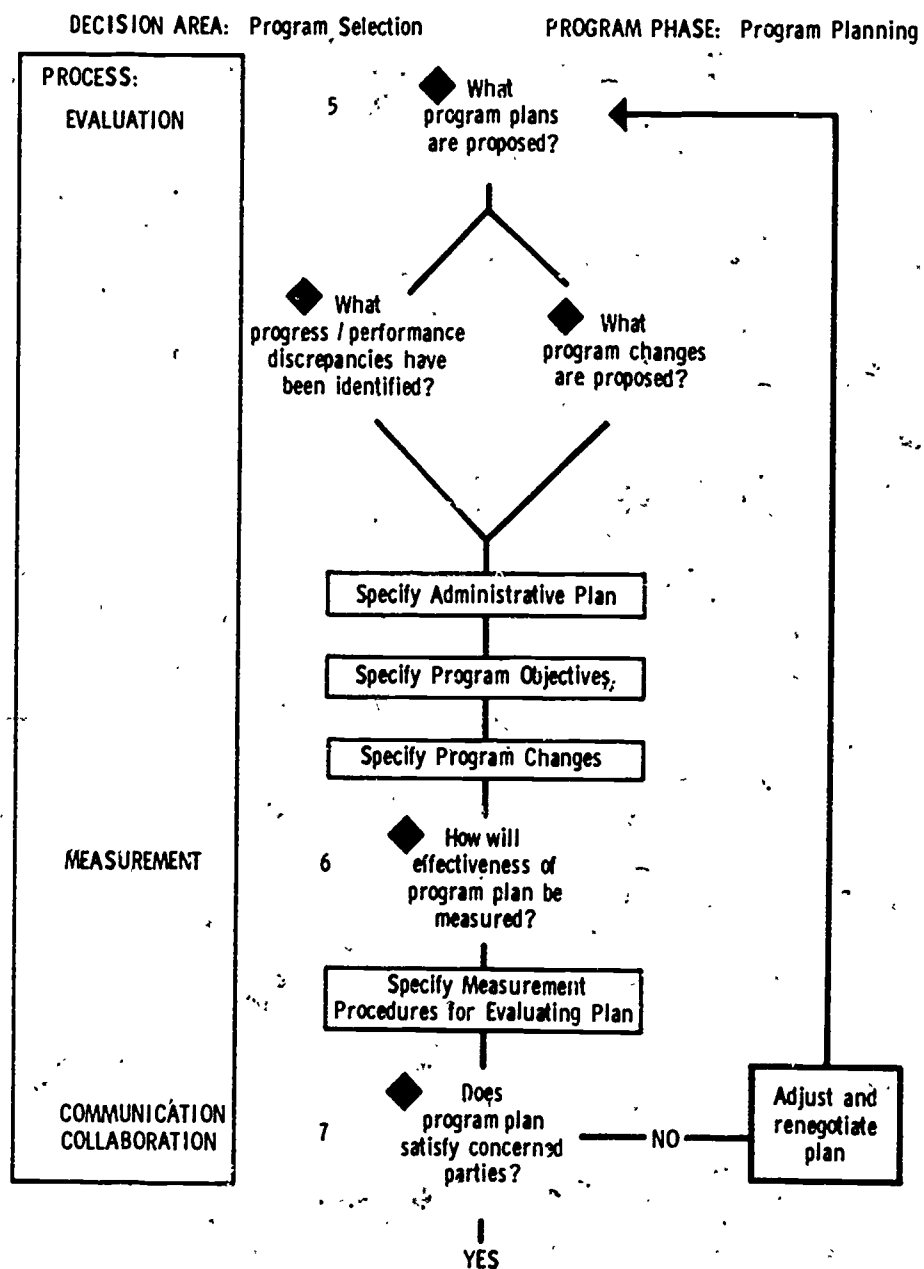 DECISION AREA: Program Selection
PROGRAM PHASE: Program Planning
PROCESS:
EVALUATION
5
What
program plans
are proposed?
What
progress / performance
discrepancies have
been identified?
What
program changes
are proposed?
Specify Administrative Plan
Specify Program Objectives
Specify Program Changes
MEASUREMENT
6
How will
effectiveness of
program plan be
measured?
Specify Measurement
Procedures for Evaluating Plan
COMMUNICATION
COLLABORATION
7
Does
program plan
satisfy concerned
parties?
NO
Adjust and
renegotiate
plan
YES